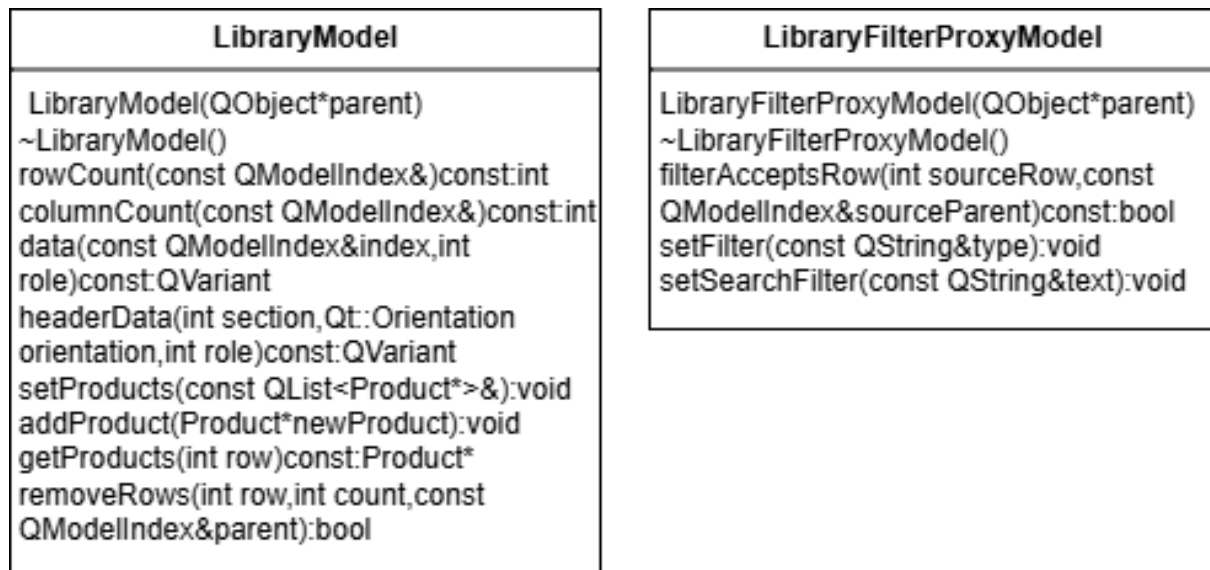 LibraryModel
LibraryModel(QObject*parent)
~LibraryModel()
rowCount(const QModelIndex&)const:int
columnCount(const QModelIndex&)const:int
data(const QModelIndex&index,int
role)const:QVariant
headerData(int section,Qt::Orientation
orientation,int role)const:QVariant
setProducts(const QList<Product*>&):void
addProduct(Product*newProduct):void
getProducts(int row)const:Product*
removeRows(int row,int count,const
QModelIndex&parent):bool
LibraryFilterProxyModel
LibraryFilterProxyModel(QObject*parent)
~LibraryFilterProxyModel()
filterAcceptsRow(int sourceRow,const
QModelIndex&sourceParent)const:bool
setFilter(const QString&type):void
setSearchFilter(const QString&text):void